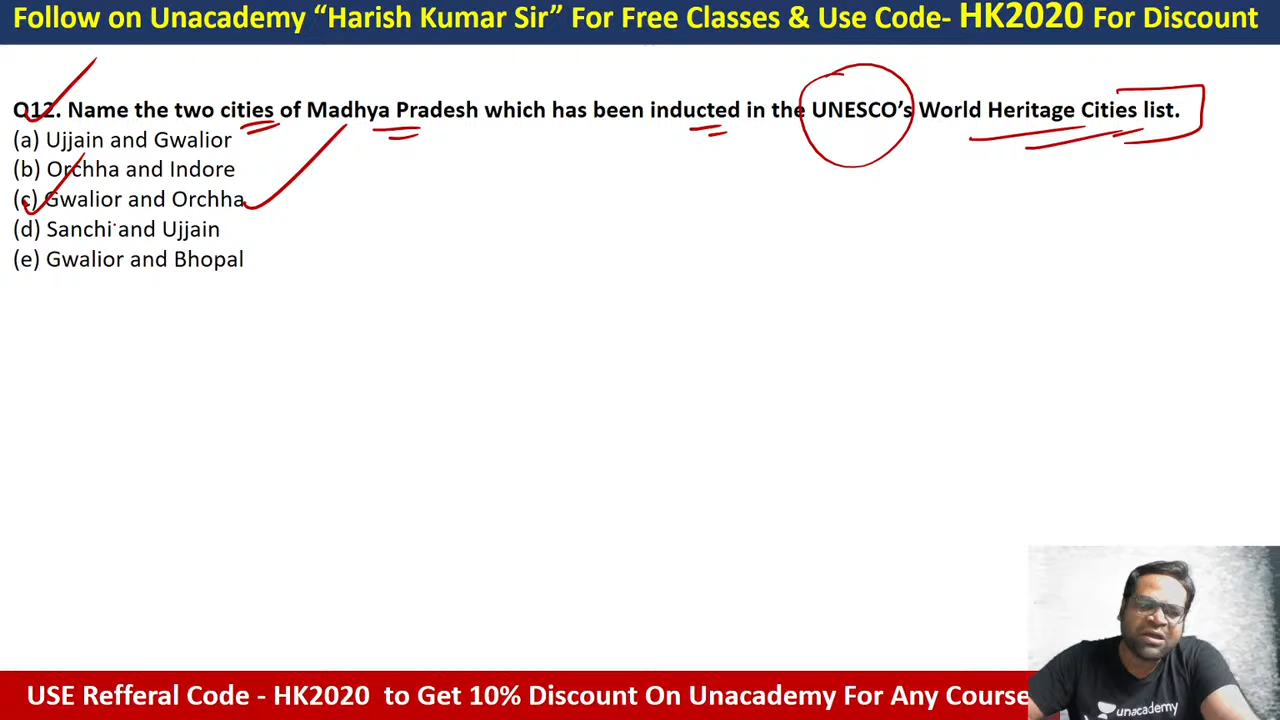 Follow on Unacademy “Harish Kumar Sir” For Free Classes & Use Code- HK2020 For Discount
Q12. Name the two cities of Madhya Pradesh which has been inducted in the UNESCO’s World Heritage Cities list.
(a) Ujjain and Gwalior
(b) Orchha and Indore
(c) Gwalior and Orchha
(d) Sanchi and Ujjain
(e) Gwalior and Bhopal
unacademy
USE Refferal Code - HK2020 to Get 10% Discount On Unacademy For Any Course